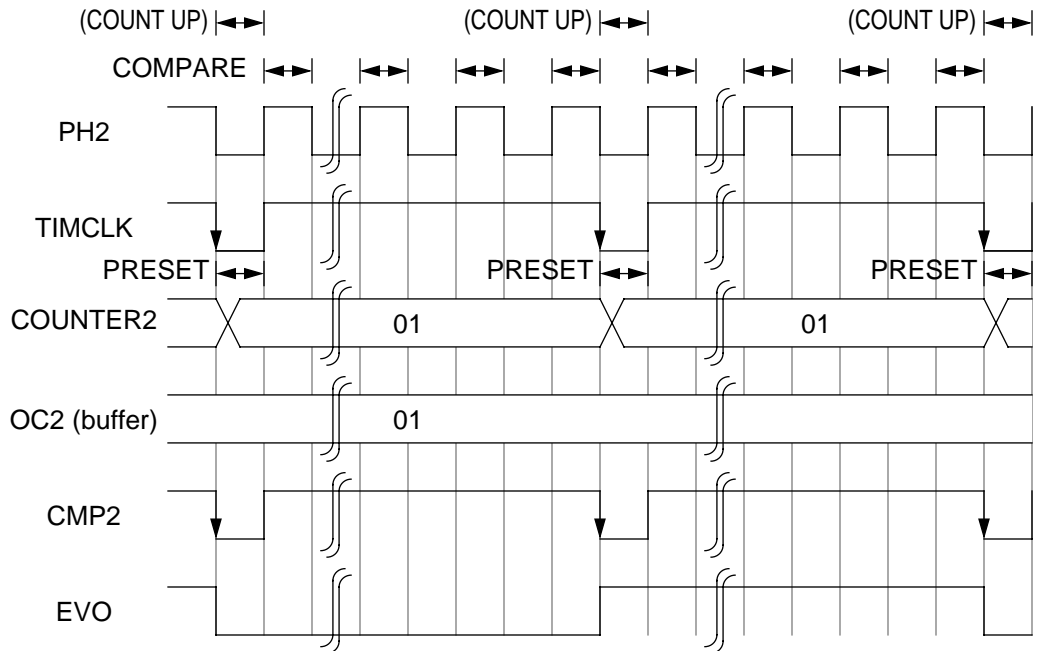 (COUNT UP) (COUNT UP) (COUNT UP)
COMPARE
PH2
TIMCLK
PRESET PRESET PRESET
COUNTER2 01 01
OC2 (buffer) 01
CMP2
EVO